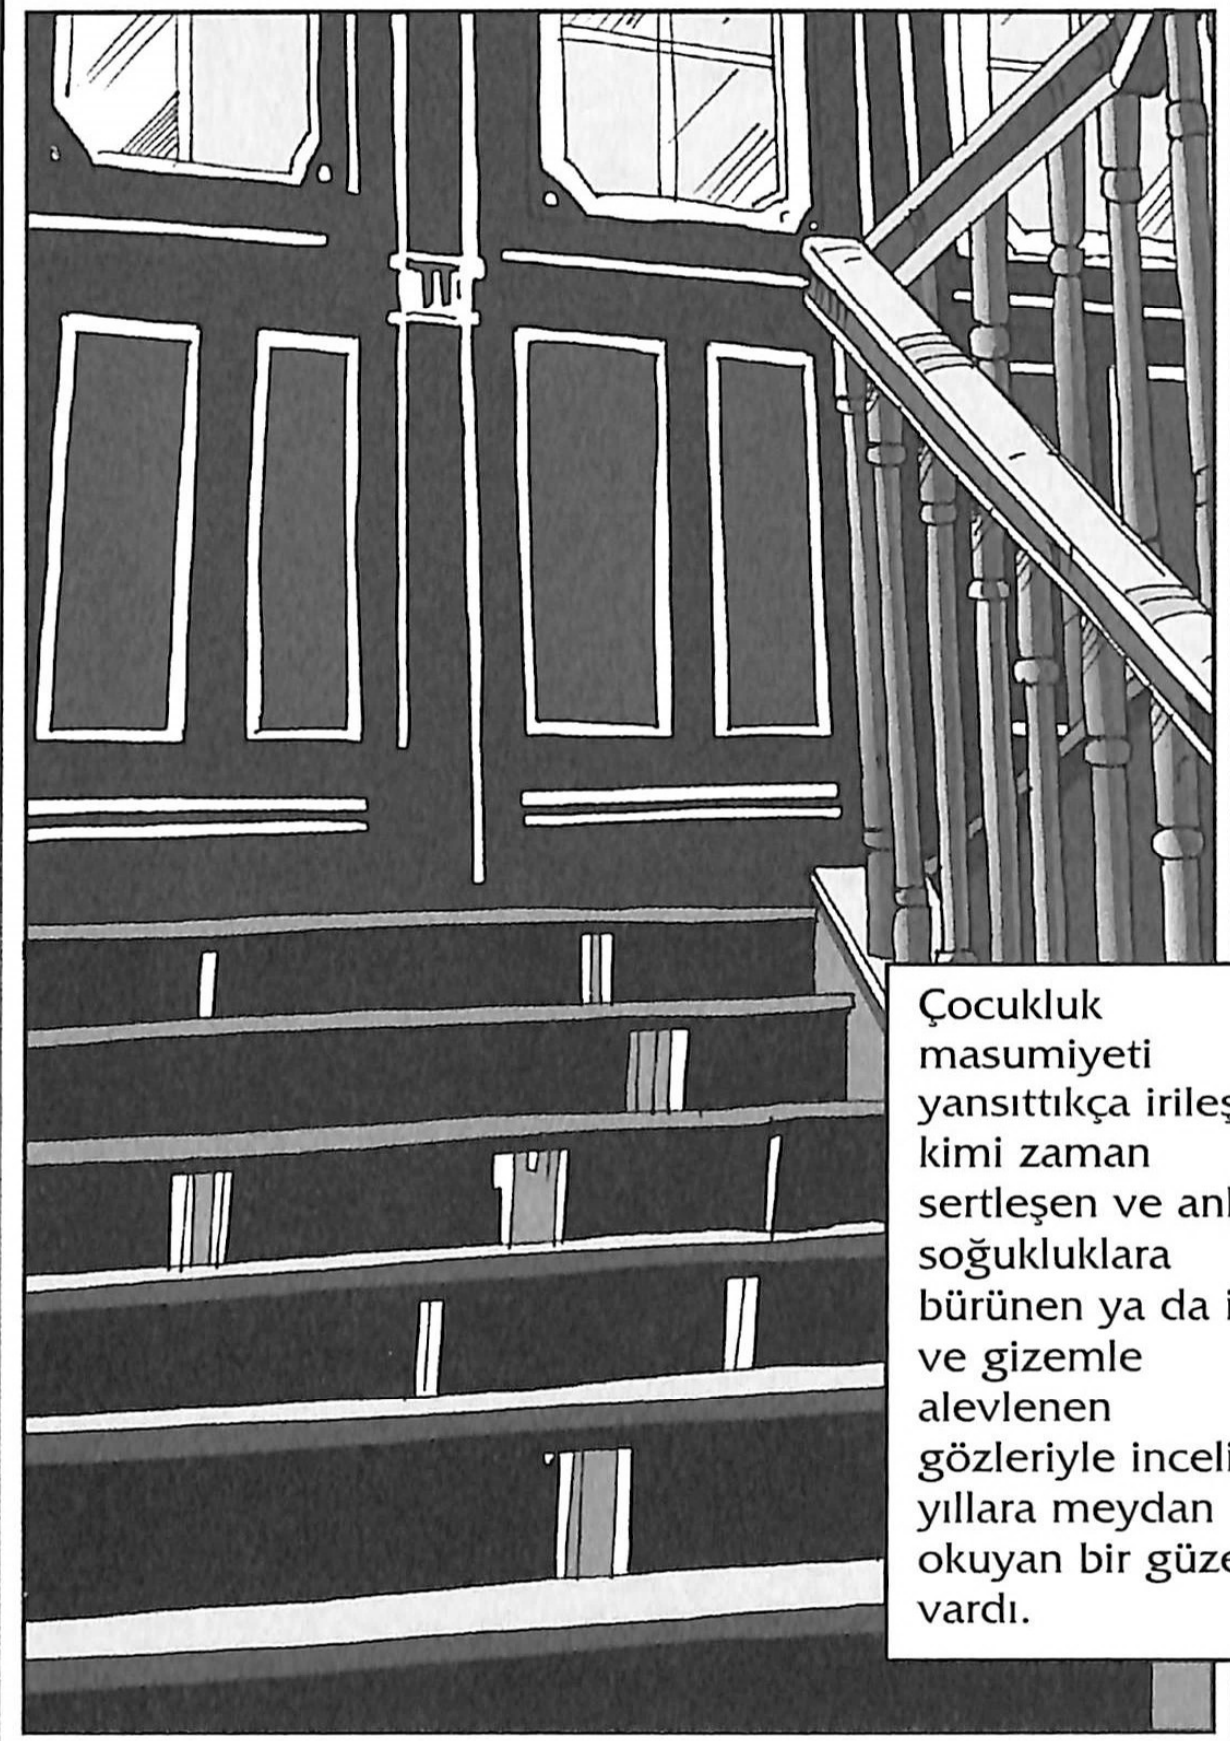 Çocukluk
masumiyeti
yansıttıkça
kimi zaman
sertleşen ve
soğukluklara
bürünen ya da
ve gizemle
alevlenen
gözleriyle
yıllara meydan
okuyan bir
vardı.